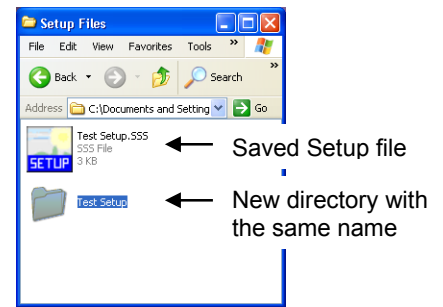 Setup Files
File Edit View Favorites Tools »
Back Search »
Address C:\Documents and Setting Go
Test Setup.SSS
SSS File
3 KB
SETUP
Saved Setup file
Test Setup
New directory with
the same name